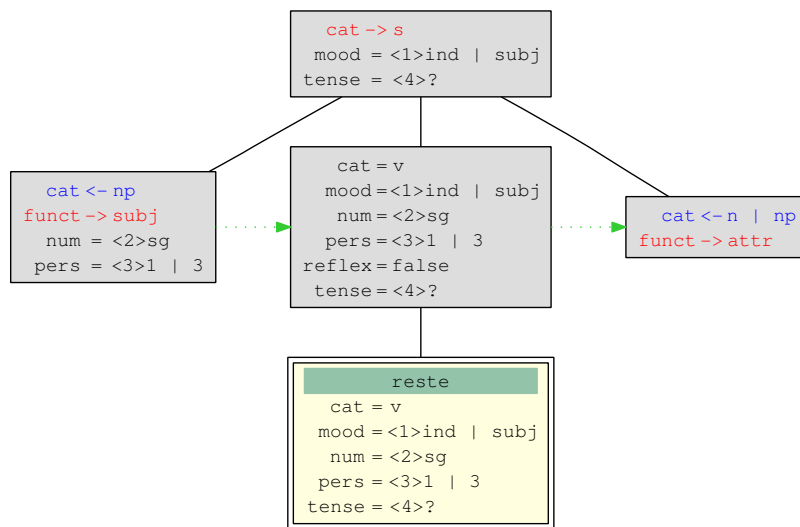 cat -> s
mood = <1>ind | subj
tense = <4>?
cat <- np
funct -> subj
num = <2>sg
pers = <3>1 | 3
cat = v
mood = <1>ind | subj
num = <2>sg
pers = <3>1 | 3
reflex = false
tense = <4>?
cat <- n | np
funct -> attr
reste
cat = v
mood = <1>ind | subj
num = <2>sg
pers = <3>1 | 3
tense = <4>?